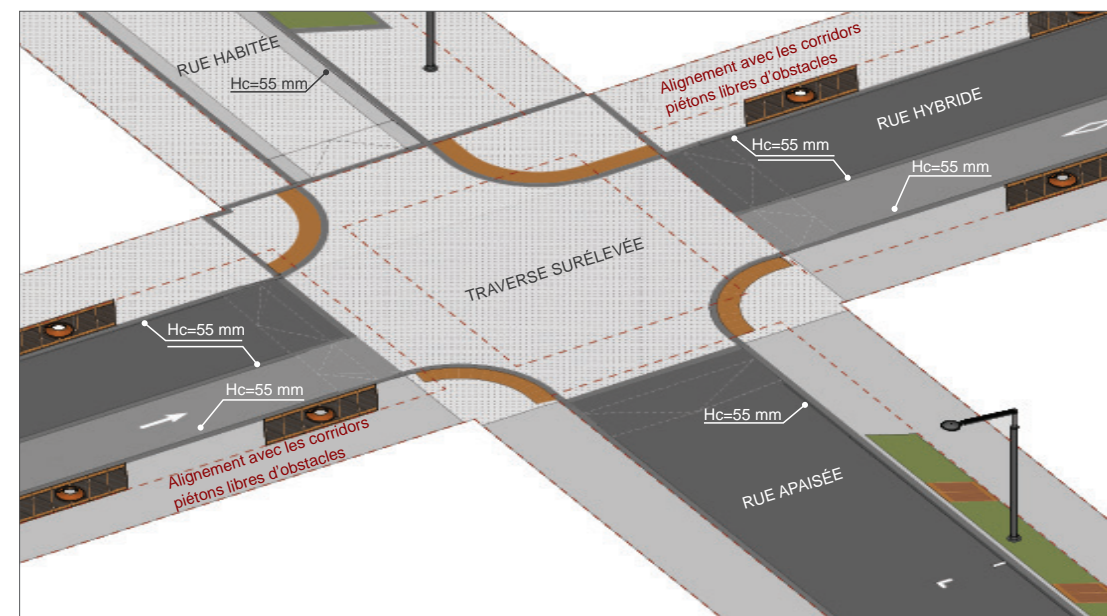 RUE HABITÉE
Hc=55 mm
Alignement avec les corridors
piétons libres d'obstacles
RUE HYBRIDE
Hc=55 mm
Hc=55 mm
TRAVERSE SURÉLEVÉE
Hc=55 mm
Hc=55 mm
Hc=55 mm
Alignement avec les corridors
piétons libres d'obstacles
RUE APAISÉE